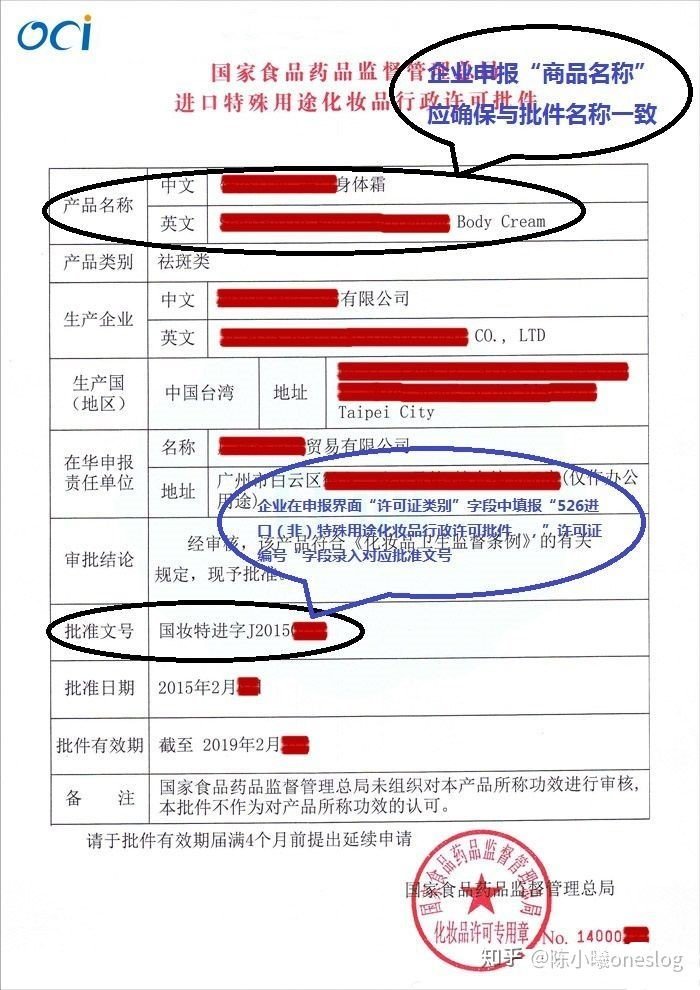 OCI
国家食品药品监督管理总局
进口特殊用途化妆品行政许可批件
企业申报“商品名称”
应确保与批件名称一致
产品名称
中文
身体霜
英文
Body Cream
产品类别
祛斑类
生产企业
中文
有限公司
英文
CO., LTD
生产国
（地区）
中国台湾
地址
Taipei City
在华申报
责任单位
名称
贸易有限公司
地址
广州市白云区
(仅作办公
用途)
企业在申报界面“许可证类别”字段中填报“526进
口（非）特殊用途化妆品行政许可批件 ，”，许可证
编号“字段录入对应批准文号
审批结论
经审核，该产品符合《化妆品卫生监督条例》的有关
规定，现予批准。
批准文号
国妆特进字J2015
批准日期
2015年2月
批件有效期
截至 2019年2月
备 注
国家食品药品监督管理总局未组织对本产品所称功效进行审核，
本批件不作为对产品所称功效的认可。
请于批件有效期届满4个月前提出延续申请
国家食品药品监督管理总局
国家食品药品监督管理总局
化妆品许可专用章
No. 14000
知乎 @陈小曦oneslog